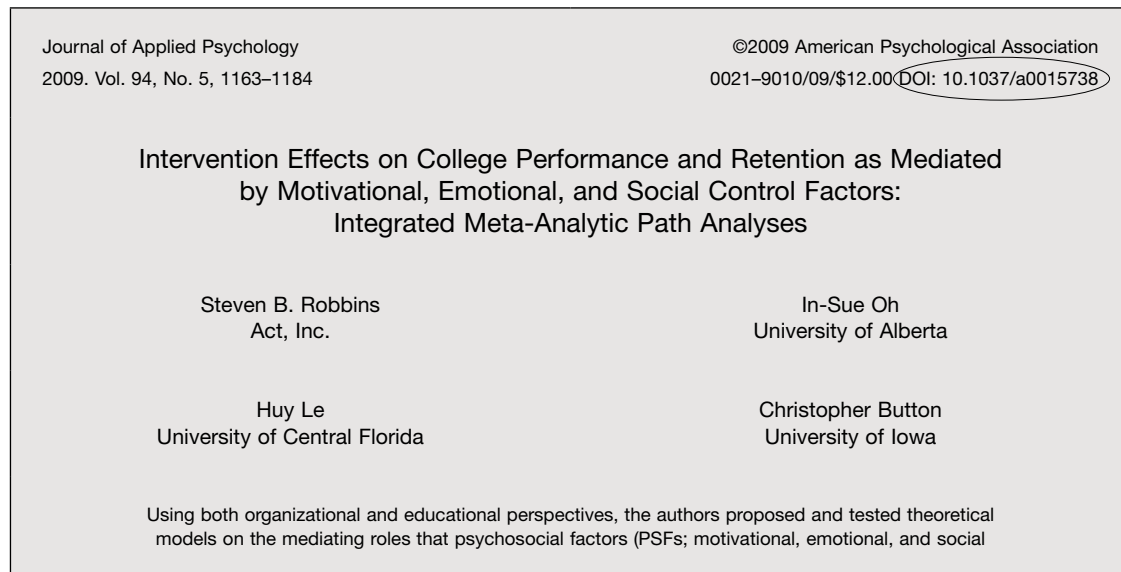 Journal of Applied Psychology
2009. Vol. 94, No. 5, 1163–1184
©2009 American Psychological Association
0021–9010/09/$12.00 DOI: 10.1037/a0015738
Intervention Effects on College Performance and Retention as Mediated
by Motivational, Emotional, and Social Control Factors:
Integrated Meta-Analytic Path Analyses
Steven B. Robbins
Act, Inc.
In-Sue Oh
University of Alberta
Huy Le
University of Central Florida
Christopher Button
University of Iowa
Using both organizational and educational perspectives, the authors proposed and tested theoretical
models on the mediating roles that psychosocial factors (PSFs; motivational, emotional, and social